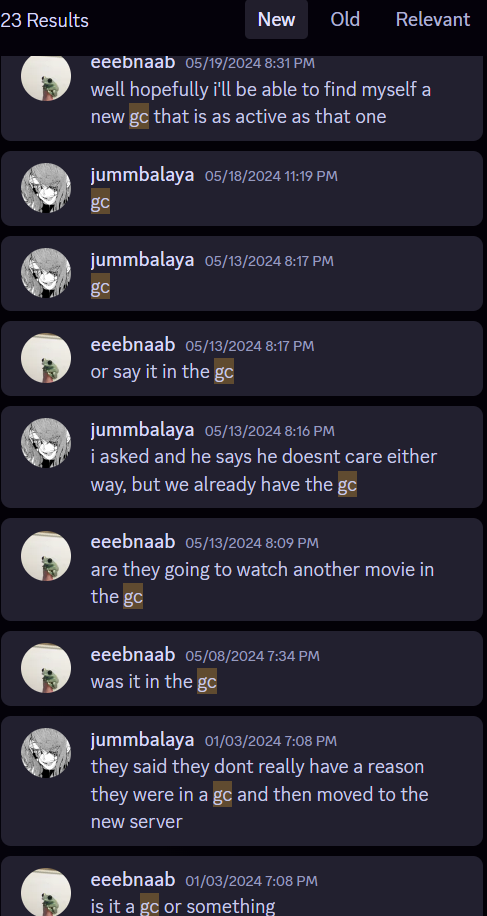 23 Results
New
Old
Relevant
eeebnaab 05/19/2024 8:31 PM
well hopefully i'll be able to find myself a
new gc that is as active as that one
jummbalaya 05/18/2024 11:19 PM
gc
jummbalaya 05/13/2024 8:17 PM
gc
eeebnaab 05/13/2024 8:17 PM
or say it in the gc
jummbalaya 05/13/2024 8:16 PM
i asked and he says he doesnt care either
way, but we already have the gc
eeebnaab 05/13/2024 8:09 PM
are they going to watch another movie in
the gc
eeebnaab 05/08/2024 7:34 PM
was it in the gc
jummbalaya 01/03/2024 7:08 PM
they said they dont really have a reason
they were in a gc and then moved to the
new server
eeebnaab 01/03/2024 7:08 PM
is it a gc or something